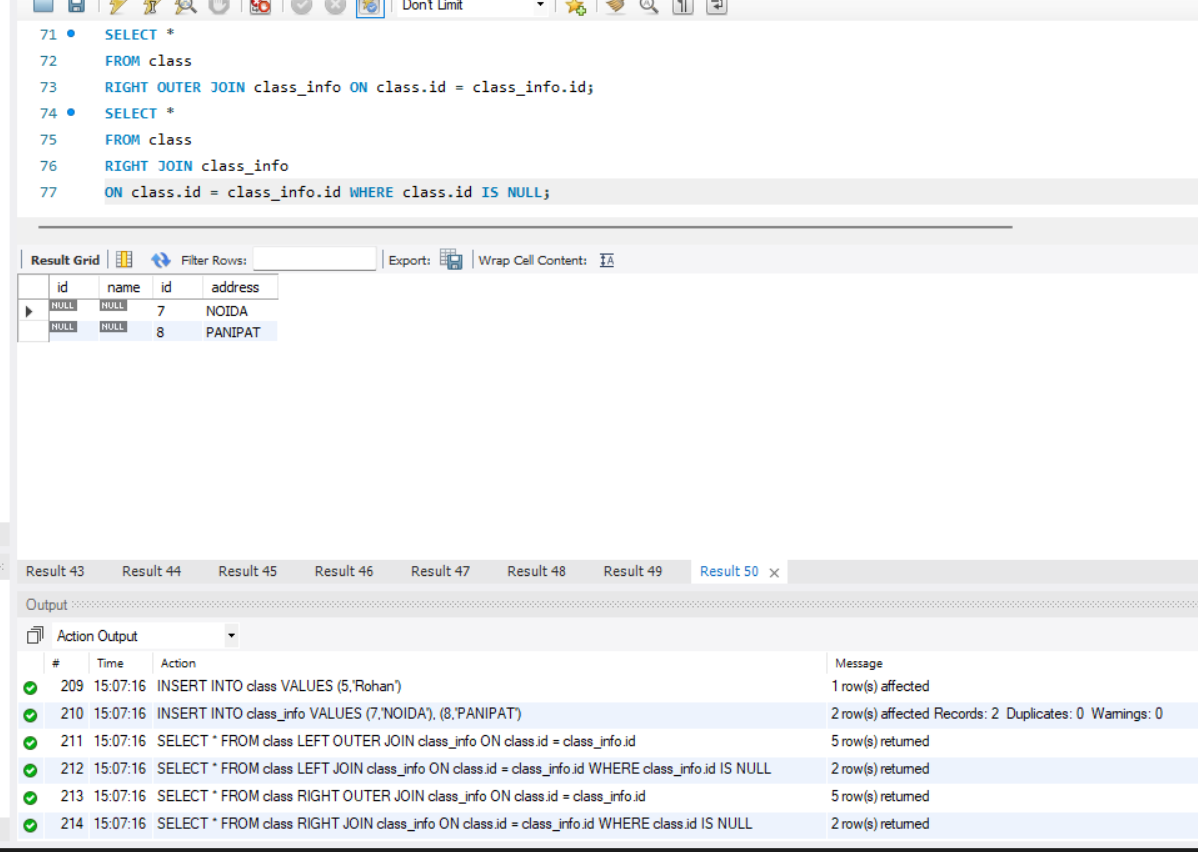 Don't Limit
71 SELECT *
72 FROM class
73 RIGHT OUTER JOIN class_info ON class.id = class_info.id;
74 SELECT *
75 FROM class
76 RIGHT JOIN class_info
77 ON class.id = class_info.id WHERE class.id IS NULL;
Result Grid Filter Rows: Export: Wrap Cell Content: IA
id name id address
NULL NULL 7 NOIDA
NULL NULL 8 PANIPAT
Result 43 Result 44 Result 45 Result 46 Result 47 Result 48 Result 49 Result 50
Output
Action Output
# Time Action Message
209 15:07:16 INSERT INTO class VALUES (5,'Rohan') 1 row(s) affected
210 15:07:16 INSERT INTO class_info VALUES (7,'NOIDA'), (8,'PANIPAT') 2 row(s) affected Records: 2 Duplicates: 0 Warnings: 0
211 15:07:16 SELECT * FROM class LEFT OUTER JOIN class_info ON class.id = class_info.id 5 row(s) returned
212 15:07:16 SELECT * FROM class LEFT JOIN class_info ON class.id = class_info.id WHERE class_info.id IS NULL 2 row(s) returned
213 15:07:16 SELECT * FROM class RIGHT OUTER JOIN class_info ON class.id = class_info.id 5 row(s) returned
214 15:07:16 SELECT * FROM class RIGHT JOIN class_info ON class.id = class_info.id WHERE class.id IS NULL 2 row(s) returned